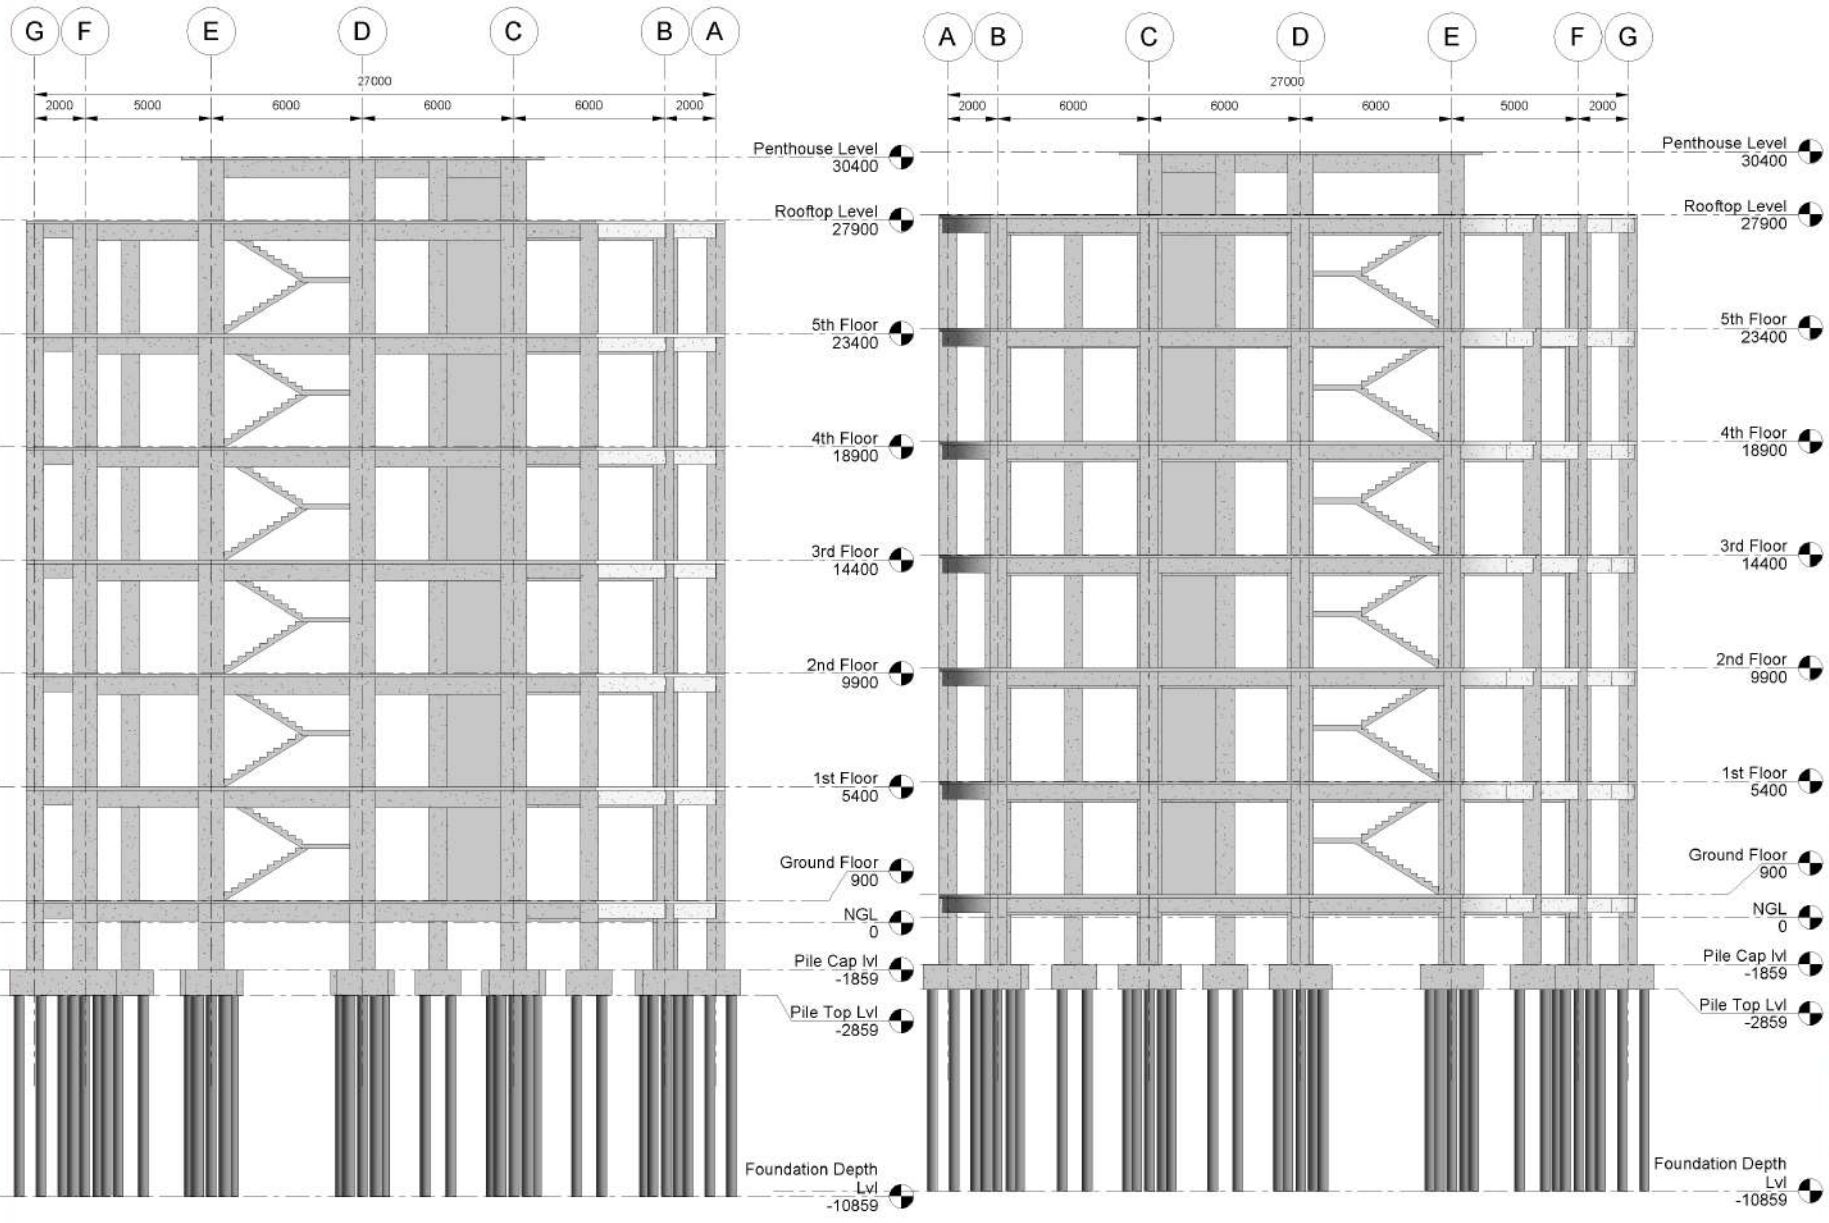 G F E D C B A
27000
2000 5000 6000 6000 6000 2000
Penthouse Level
30400
Rooftop Level
27900
5th Floor
23400
4th Floor
18900
3rd Floor
14400
2nd Floor
9900
1st Floor
5400
Ground Floor
900
NGL
0
Pile Cap lvl
-1859
Pile Top Lvl
-2859
Foundation Depth
Lvl
-10859
A B C D E F G
27000
2000 6000 6000 6000 5000 2000
Penthouse Level
30400
Rooftop Level
27900
5th Floor
23400
4th Floor
18900
3rd Floor
14400
2nd Floor
9900
1st Floor
5400
Ground Floor
900
NGL
0
Pile Cap lvl
-1859
Pile Top Lvl
-2859
Foundation Depth
Lvl
-10859